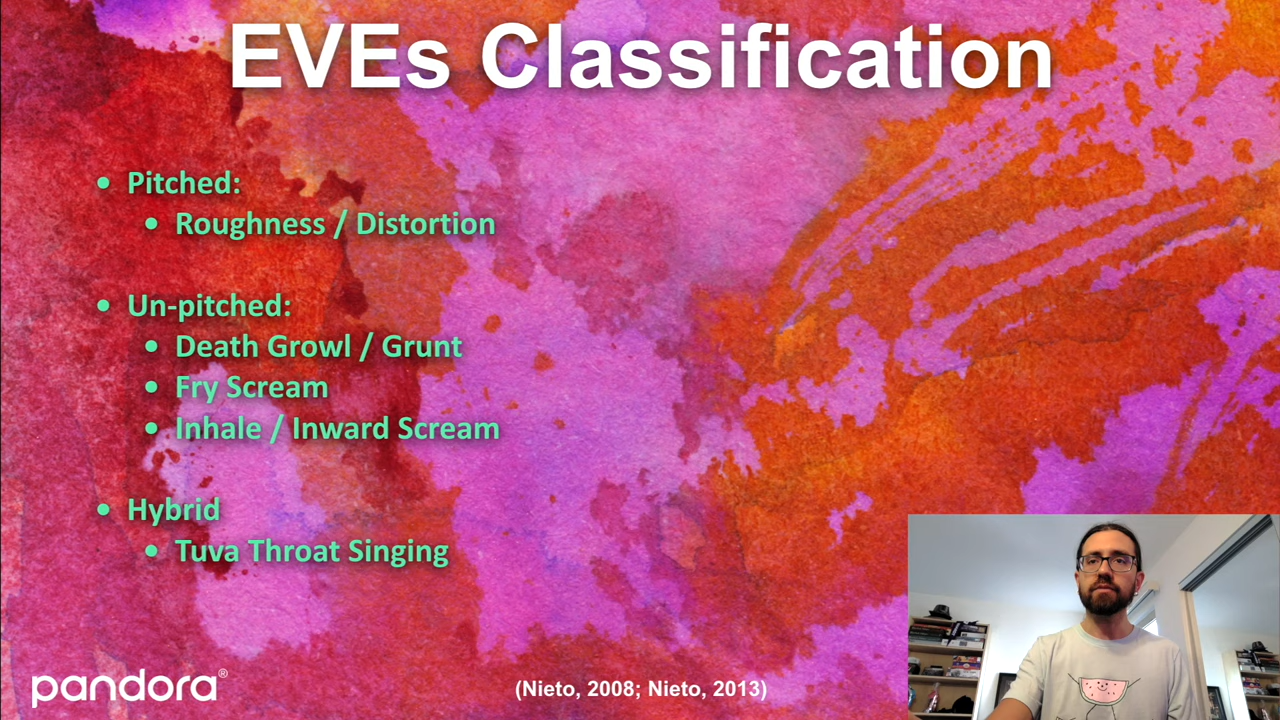 EVEs Classification
• Pitched:
• Roughness / Distortion
• Un-pitched:
• Death Growl / Grunt
• Fry Scream
• Inhale / Inward Scream
• Hybrid
• Tuva Throat Singing
pandora®
(Nieto, 2008; Nieto, 2013)